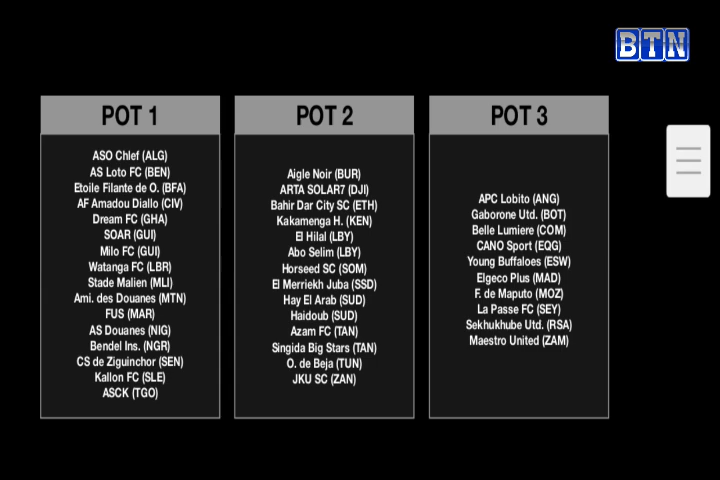 BTN
POT 1
ASO Chlef (ALG)
AS Loto FC (BEN)
Etoile Filante de O. (BFA)
AF Amadou Diallo (CIV)
Dream FC (GHA)
SOAR (GUI)
Milo FC (GUI)
Watanga FC (LBR)
Stade Malien (MLI)
Ami. des Douanes (MTN)
FUS (MAR)
AS Douanes (NIG)
Bendel Ins. (NGR)
CS de Ziguinchor (SEN)
Kallon FC (SLE)
ASCK (TGO)
POT 2
Aigle Noir (BUR)
ARTA SOLAR7 (DJI)
Bahir Dar City SC (ETH)
Kakamenga H. (KEN)
El Hilal (LBY)
Abo Selim (LBY)
Horseed SC (SOM)
El Merriekh Juba (SSD)
Hay El Arab (SUD)
Haidoub (SUD)
Azam FC (TAN)
Singida Big Stars (TAN)
O. de Beja (TUN)
JKU SC (ZAN)
POT 3
APC Lobito (ANG)
Gaborone Utd. (BOT)
Belle Lumiere (COM)
CANO Sport (EQG)
Young Buffaloes (ESW)
Elgeco Plus (MAD)
F. de Maputo (MOZ)
La Passe FC (SEY)
Sekhukhube Utd. (RSA)
Maestro United (ZAM)